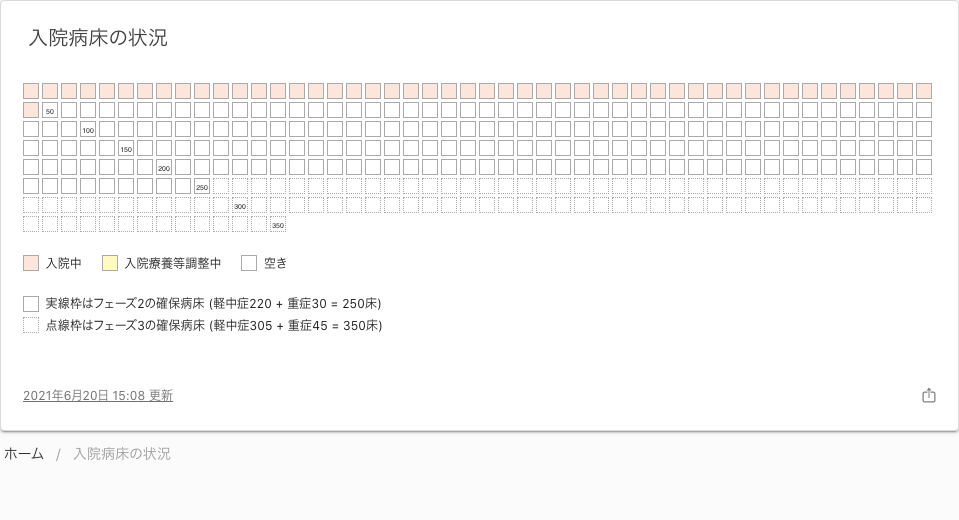 入院病床の状況
50
100
150
200
250
300
350
入院中 入院療養等調整中 空き
実線枠はフェーズ2の確保病床 (軽中症220 + 重症30 = 250床)
点線枠はフェーズ3の確保病床 (軽中症305 + 重症45 = 350床)
2021年6月20日 15:08 更新
ホーム / 入院病床の状況